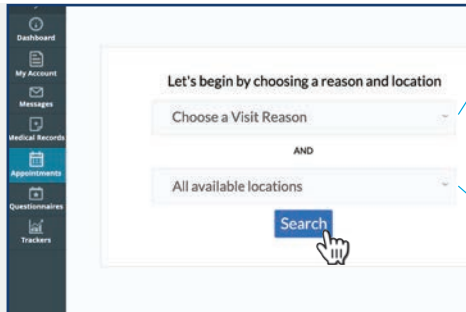 Dashboard
My Account
Messages
Medical Records
Appointments
Questionnaires
Trackers
Let's begin by choosing a reason and location
Choose a Visit Reason
AND
All available locations
Search